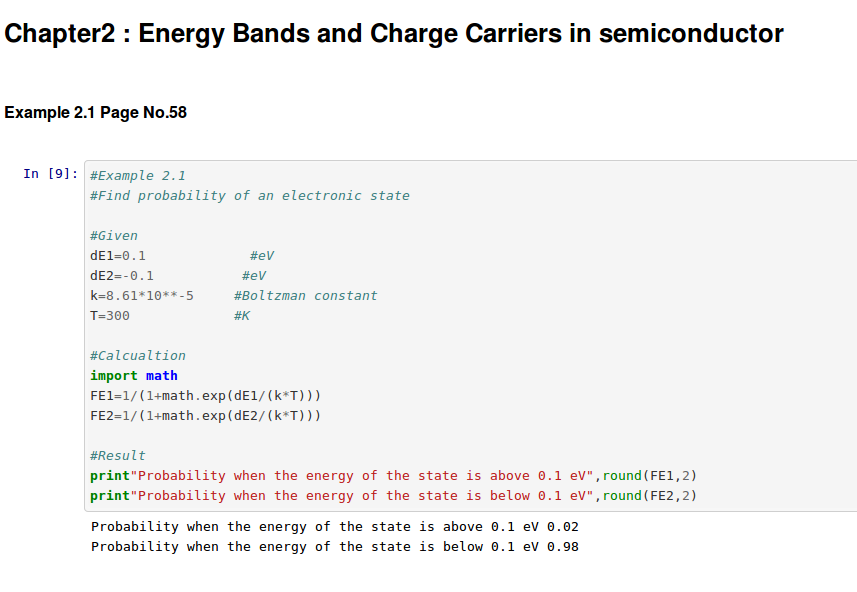 Chapter2 : Energy Bands and Charge Carriers in semiconductor
Example 2.1 Page No.58
In [9]:
#Example 2.1
#Find probability of an electronic state
#Given
dE1=0.1             #eV
dE2=-0.1           #eV
k=8.61*10**-5     #Boltzman constant
T=300             #K
#Calcualtion
import math
FE1=1/(1+math.exp(dE1/(k*T)))
FE2=1/(1+math.exp(dE2/(k*T)))
#Result
print"Probability when the energy of the state is above 0.1 eV",round(FE1,2)
print"Probability when the energy of the state is below 0.1 eV",round(FE2,2)
Probability when the energy of the state is above 0.1 eV 0.02
Probability when the energy of the state is below 0.1 eV 0.98